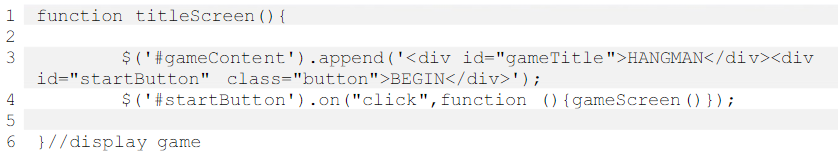 1 function titleScreen(){
2
3 $('#gameContent').append('<div id="gameTitle">HANGMAN</div><div
id="startButton" class="button">BEGIN</div>');
4 $('#startButton').on("click",function (){gameScreen()});
5
6 }//display game